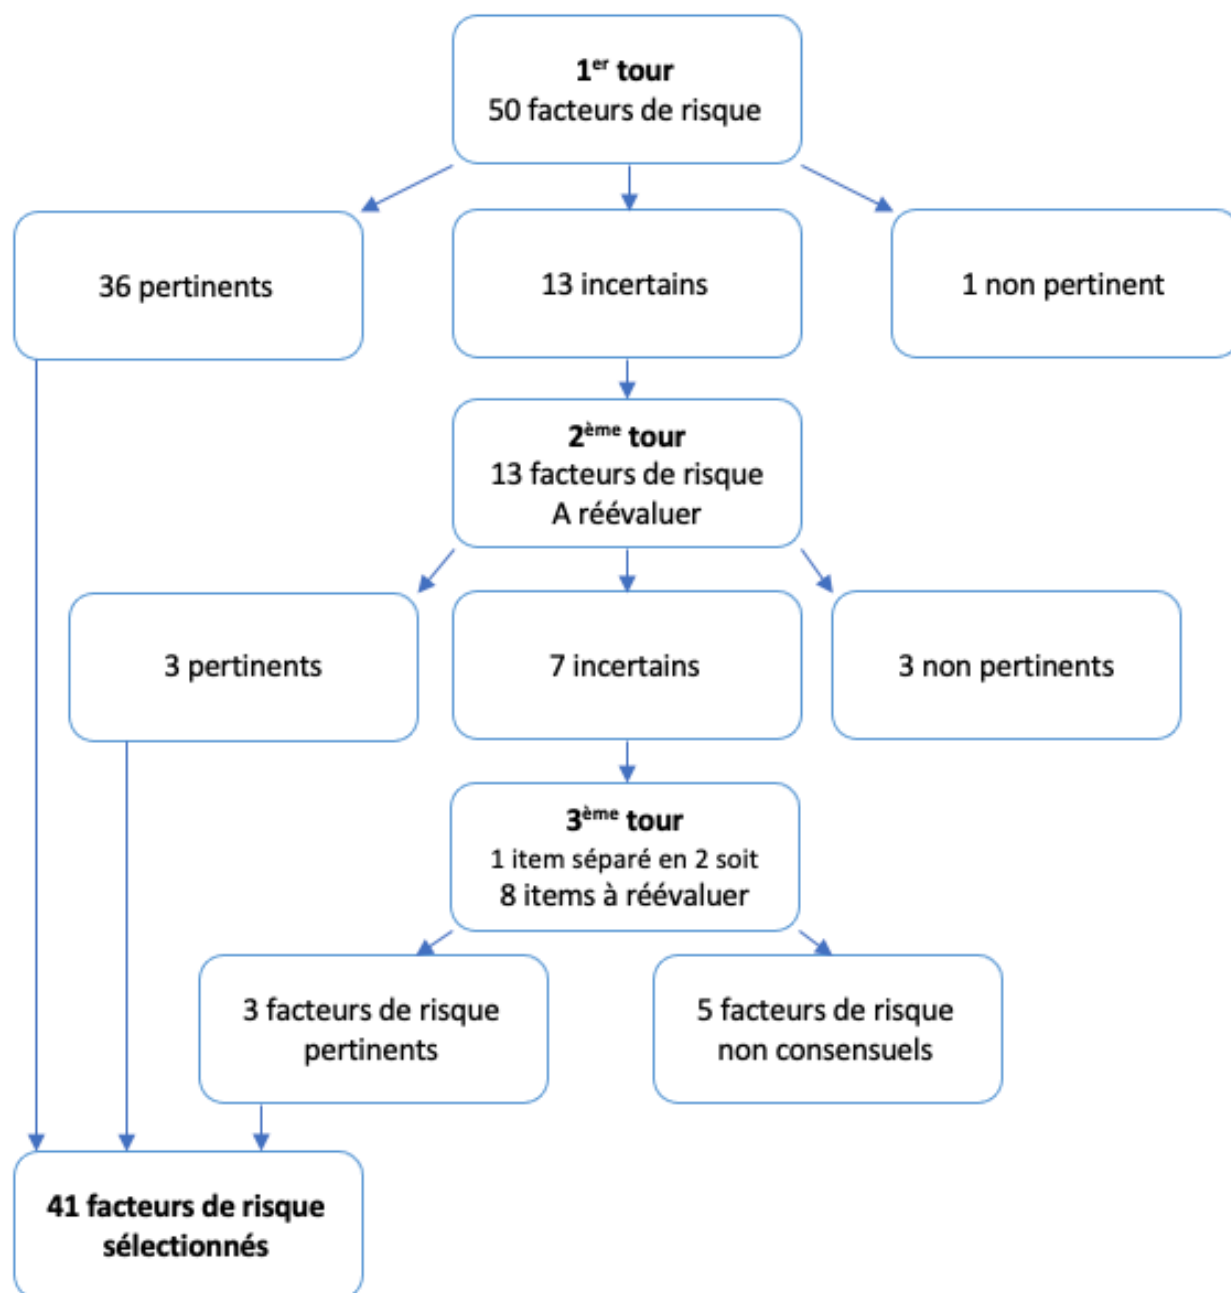 1er tour
50 facteurs de risque
36 pertinents
13 incertains
1 non pertinent
2ème tour
13 facteurs de risque
A réévaluer
3 pertinents
7 incertains
3 non pertinents
3ème tour
1 item séparé en 2 soit
8 items à réévaluer
3 facteurs de risque
pertinents
5 facteurs de risque
non consensuels
41 facteurs de risque
sélectionnés